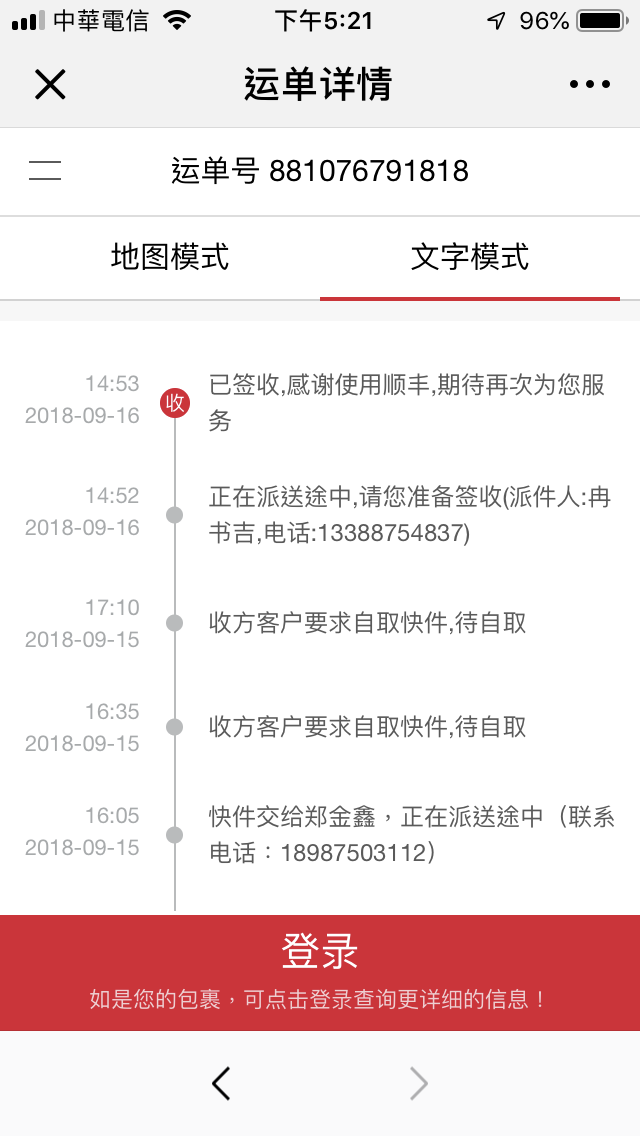 中華電信 下午5:21 96%
运单详情
运单号 881076791818
地图模式 文字模式
14:53
2018-09-16
收
已签收,感谢使用顺丰,期待再次为您服
务
14:52
2018-09-16
正在派送途中,请您准备签收(派件人:冉
书吉,电话:13388754837)
17:10
2018-09-15
收方客户要求自取快件,待自取
16:35
2018-09-15
收方客户要求自取快件,待自取
16:05
2018-09-15
快件交给郑金鑫，正在派送途中（联系
电话：18987503112）
登录
如是您的包裹，可点击登录查询更详细的信息！